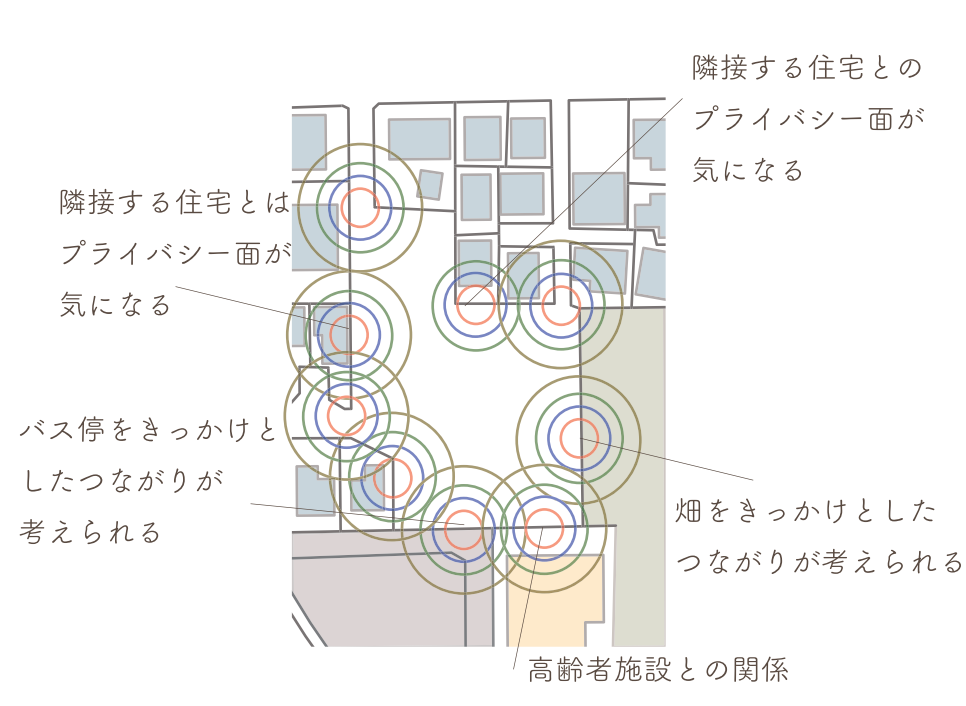 隣接する住宅との
プライバシー面が
気になる
隣接する住宅とは
プライバシー面が
気になる
バス停をきっかけと
したつながりが
考えられる
畑をきっかけとした
つながりが考えられる
高齢者施設との関係